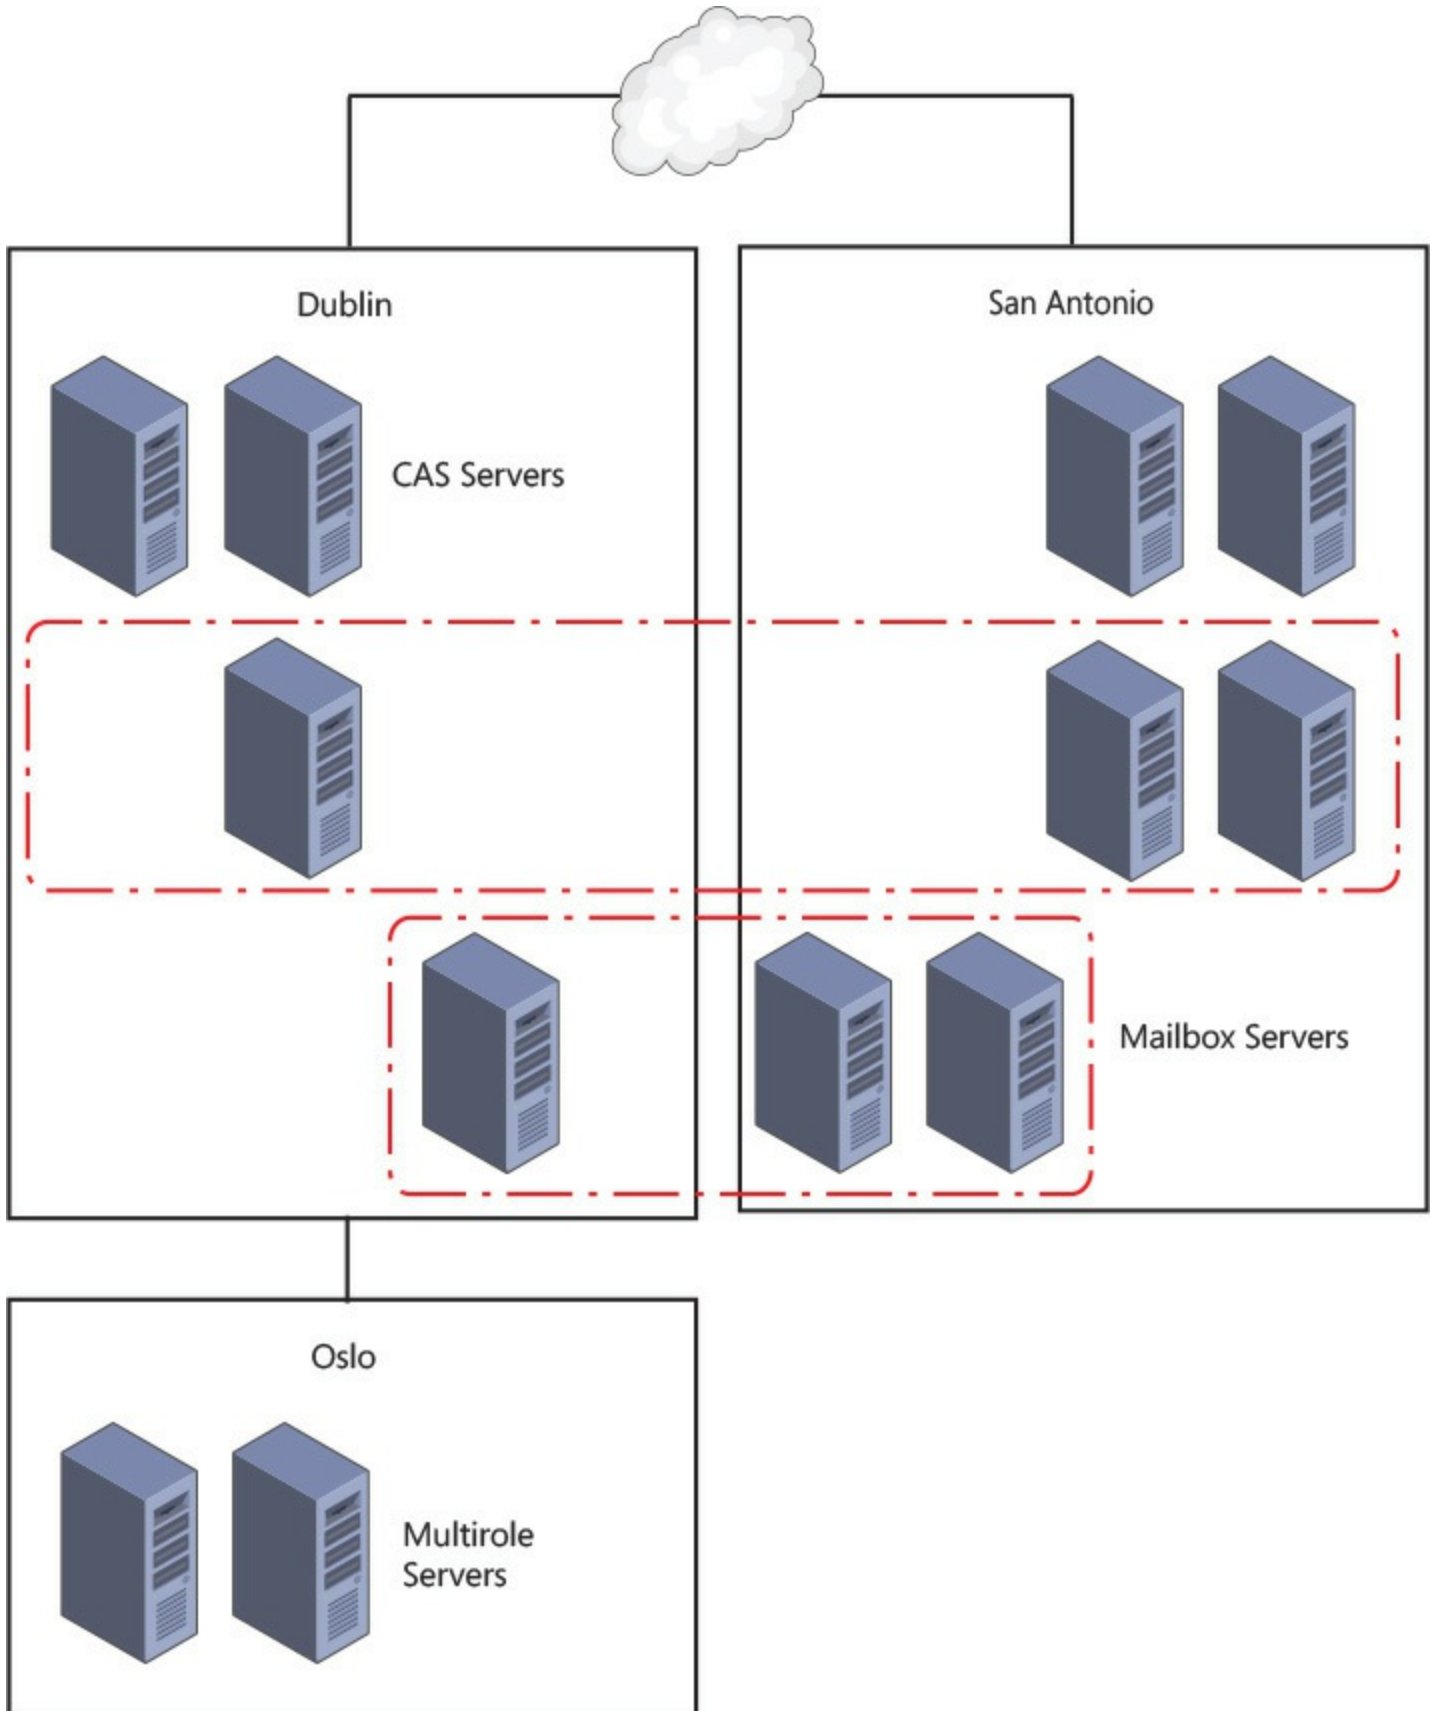 Dublin
San Antonio
CAS Servers
Mailbox Servers
Oslo
Multirole
Servers